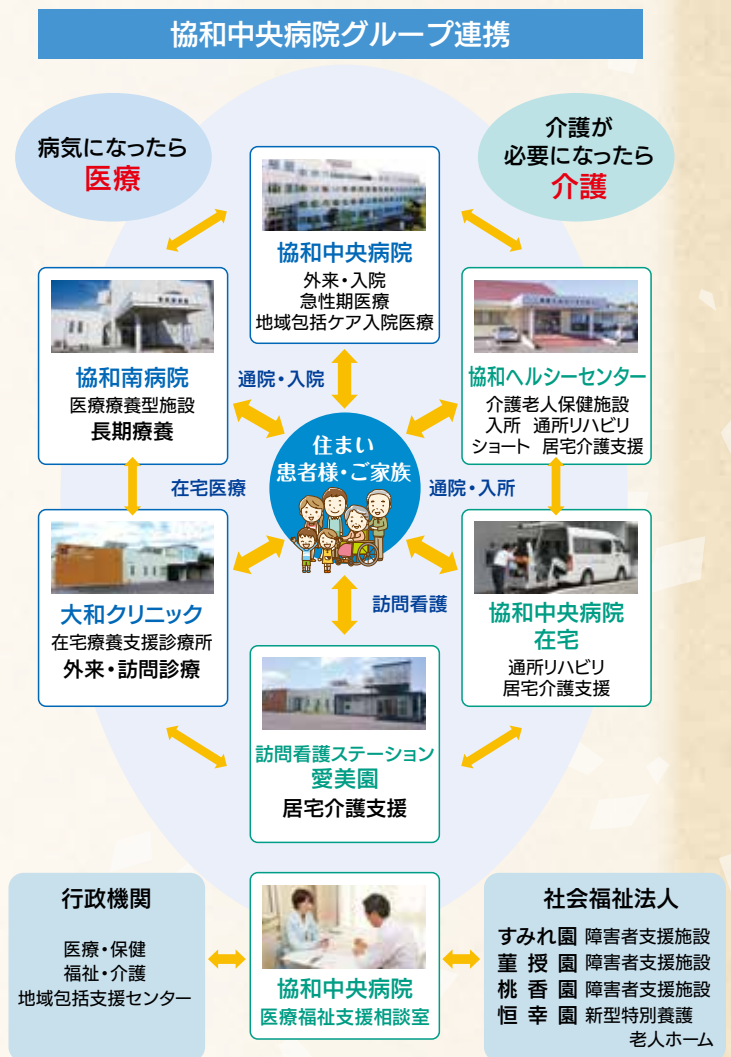 協和中央病院グループ連携
病気になったら
医療
介護が
必要になったら
介護
協和中央病院
外来・入院
急性期医療
地域包括ケア入院医療
協和南病院
医療療養型施設
長期療養
協和ヘルシーセンター
介護老人保健施設
入所 通所リハビリ
ショート 居宅介護支援
通院・入院
住まい
患者様・ご家族
在宅医療
通院・入所
大和クリニック
在宅療養支援診療所
外来・訪問診療
訪問看護
協和中央病院
在宅
通所リハビリ
居宅介護支援
訪問看護ステーション
愛美園
居宅介護支援
行政機関
医療・保健
福祉・介護
地域包括支援センター
協和中央病院
医療福祉支援相談室
社会福祉法人
すみれ園 障害者支援施設
菫授園 障害者支援施設
桃香園 障害者支援施設
恒幸園 新型特別養護
老人ホーム